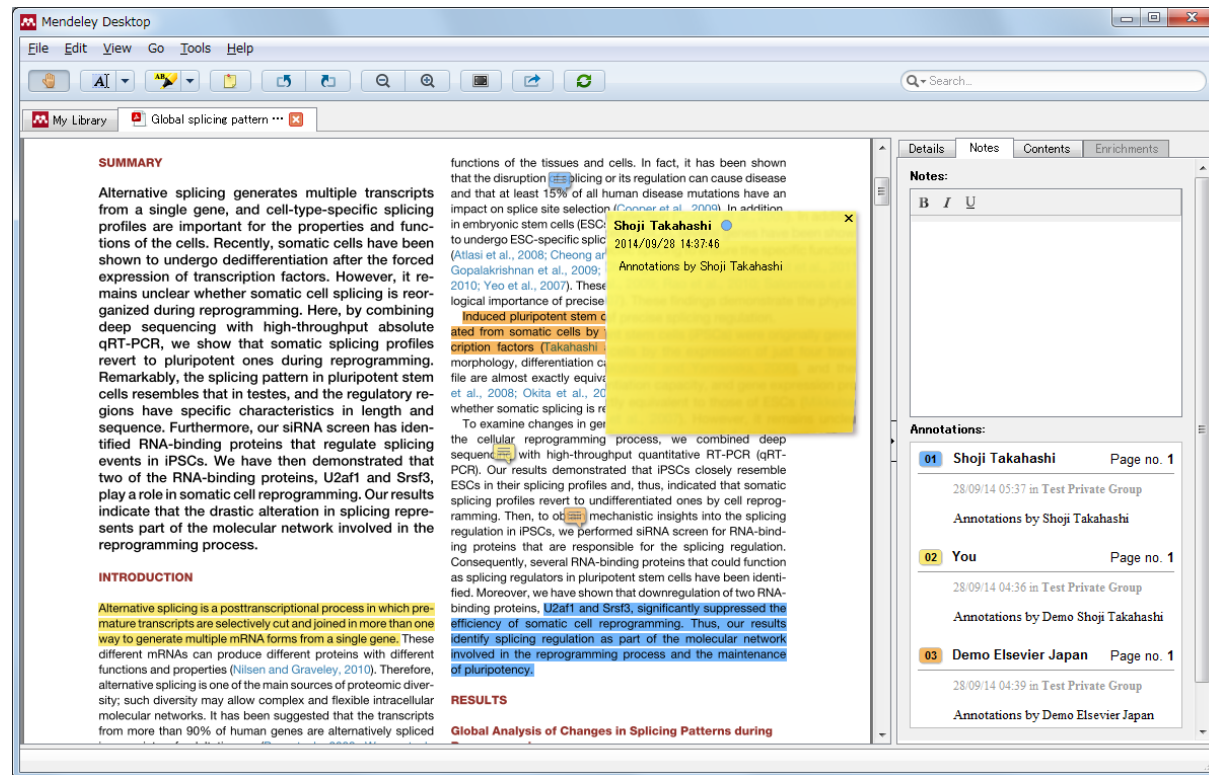 Mendeley Desktop
File Edit View Go Tools Help
Search...
My Library
Global splicing pattern ...
SUMMARY
Alternative splicing generates multiple transcripts
from a single gene, and cell-type-specific splicing
profiles are important for the properties and func-
tions of the cells. Recently, somatic cells have been
shown to undergo dedifferentiation after the forced
expression of transcription factors. However, it re-
mains unclear whether somatic cell splicing is reor-
ganized during reprogramming. Here, by combining
deep sequencing with high-throughput absolute
qRT-PCR, we show that somatic splicing profiles
revert to pluripotent ones during reprogramming.
Remarkably, the splicing pattern in pluripotent stem
cells resembles that in testes, and the regulatory re-
gions have specific characteristics in length and
sequence. Furthermore, our siRNA screen has iden-
tified RNA-binding proteins that regulate splicing
events in iPSCs. We have then demonstrated that
two of the RNA-binding proteins, U2af1 and Srsf3,
play a role in somatic cell reprogramming. Our results
indicate that the drastic alteration in splicing repre-
sents part of the molecular network involved in the
reprogramming process.
INTRODUCTION
Alternative splicing is a posttranscriptional process in which pre-
mature transcripts are selectively cut and joined in more than one
way to generate multiple mRNA forms from a single gene. These
different mRNAs can produce different proteins with different
functions and properties (Nilsen and Graveley, 2010). Therefore,
alternative splicing is one of the main sources of proteomic diver-
sity; such diversity may allow complex and flexible intracellular
molecular networks. It has been suggested that the transcripts
from more than 90% of human genes are alternatively spliced
functions of the tissues and cells. In fact, it has been shown
that the disruption splicing or its regulation can cause disease
and that at least 15% of all human disease mutations have an
impact on splice site selection (Cooper et al., 2009). In addition,
in embryonic stem cells (ESC
to undergo ESC-specific splic
(Atlasi et al., 2008; Cheong a
Gopalakrishnan et al., 2009;
2010; Yeo et al., 2007). These
logical importance of precise
Induced pluripotent stem c
ated from somatic cells by
cription factors (Takahashi
morphology, differentiation c
file are almost exactly equiva
et al., 2008; Okita et al., 20
whether somatic splicing is re
To examine changes in ge
the cellular reprogramming process, we combined deep
sequenc with high-throughput quantitative RT-PCR (qRT-
PCR). Our results demonstrated that iPSCs closely resemble
ESCs in their splicing profiles and, thus, indicated that somatic
splicing profiles revert to undifferentiated ones by cell reprog-
ramming. Then, to ob mechanistic insights into the splicing
regulation in iPSCs, we performed siRNA screen for RNA-bind-
ing proteins that are responsible for the splicing regulation.
Consequently, several RNA-binding proteins that could function
as splicing regulators in pluripotent stem cells have been identi-
fied. Moreover, we have shown that downregulation of two RNA-
binding proteins, U2af1 and Srsf3, significantly suppressed the
efficiency of somatic cell reprogramming. Thus, our results
identify splicing regulation as part of the molecular network
involved in the reprogramming process and the maintenance
of pluripotency.
RESULTS
Global Analysis of Changes in Splicing Patterns during
Shoji Takahashi
2014/09/28 14:37:46
Annotations by Shoji Takahashi
Details Notes Contents Enrichments
Notes:
B I U
Annotations:
01 Shoji Takahashi Page no. 1
28/09/14 05:37 in Test Private Group
Annotations by Shoji Takahashi
02 You Page no. 1
28/09/14 04:36 in Test Private Group
Annotations by Demo Shoji Takahashi
03 Demo Elsevier Japan Page no. 1
28/09/14 04:39 in Test Private Group
Annotations by Demo Elsevier Japan